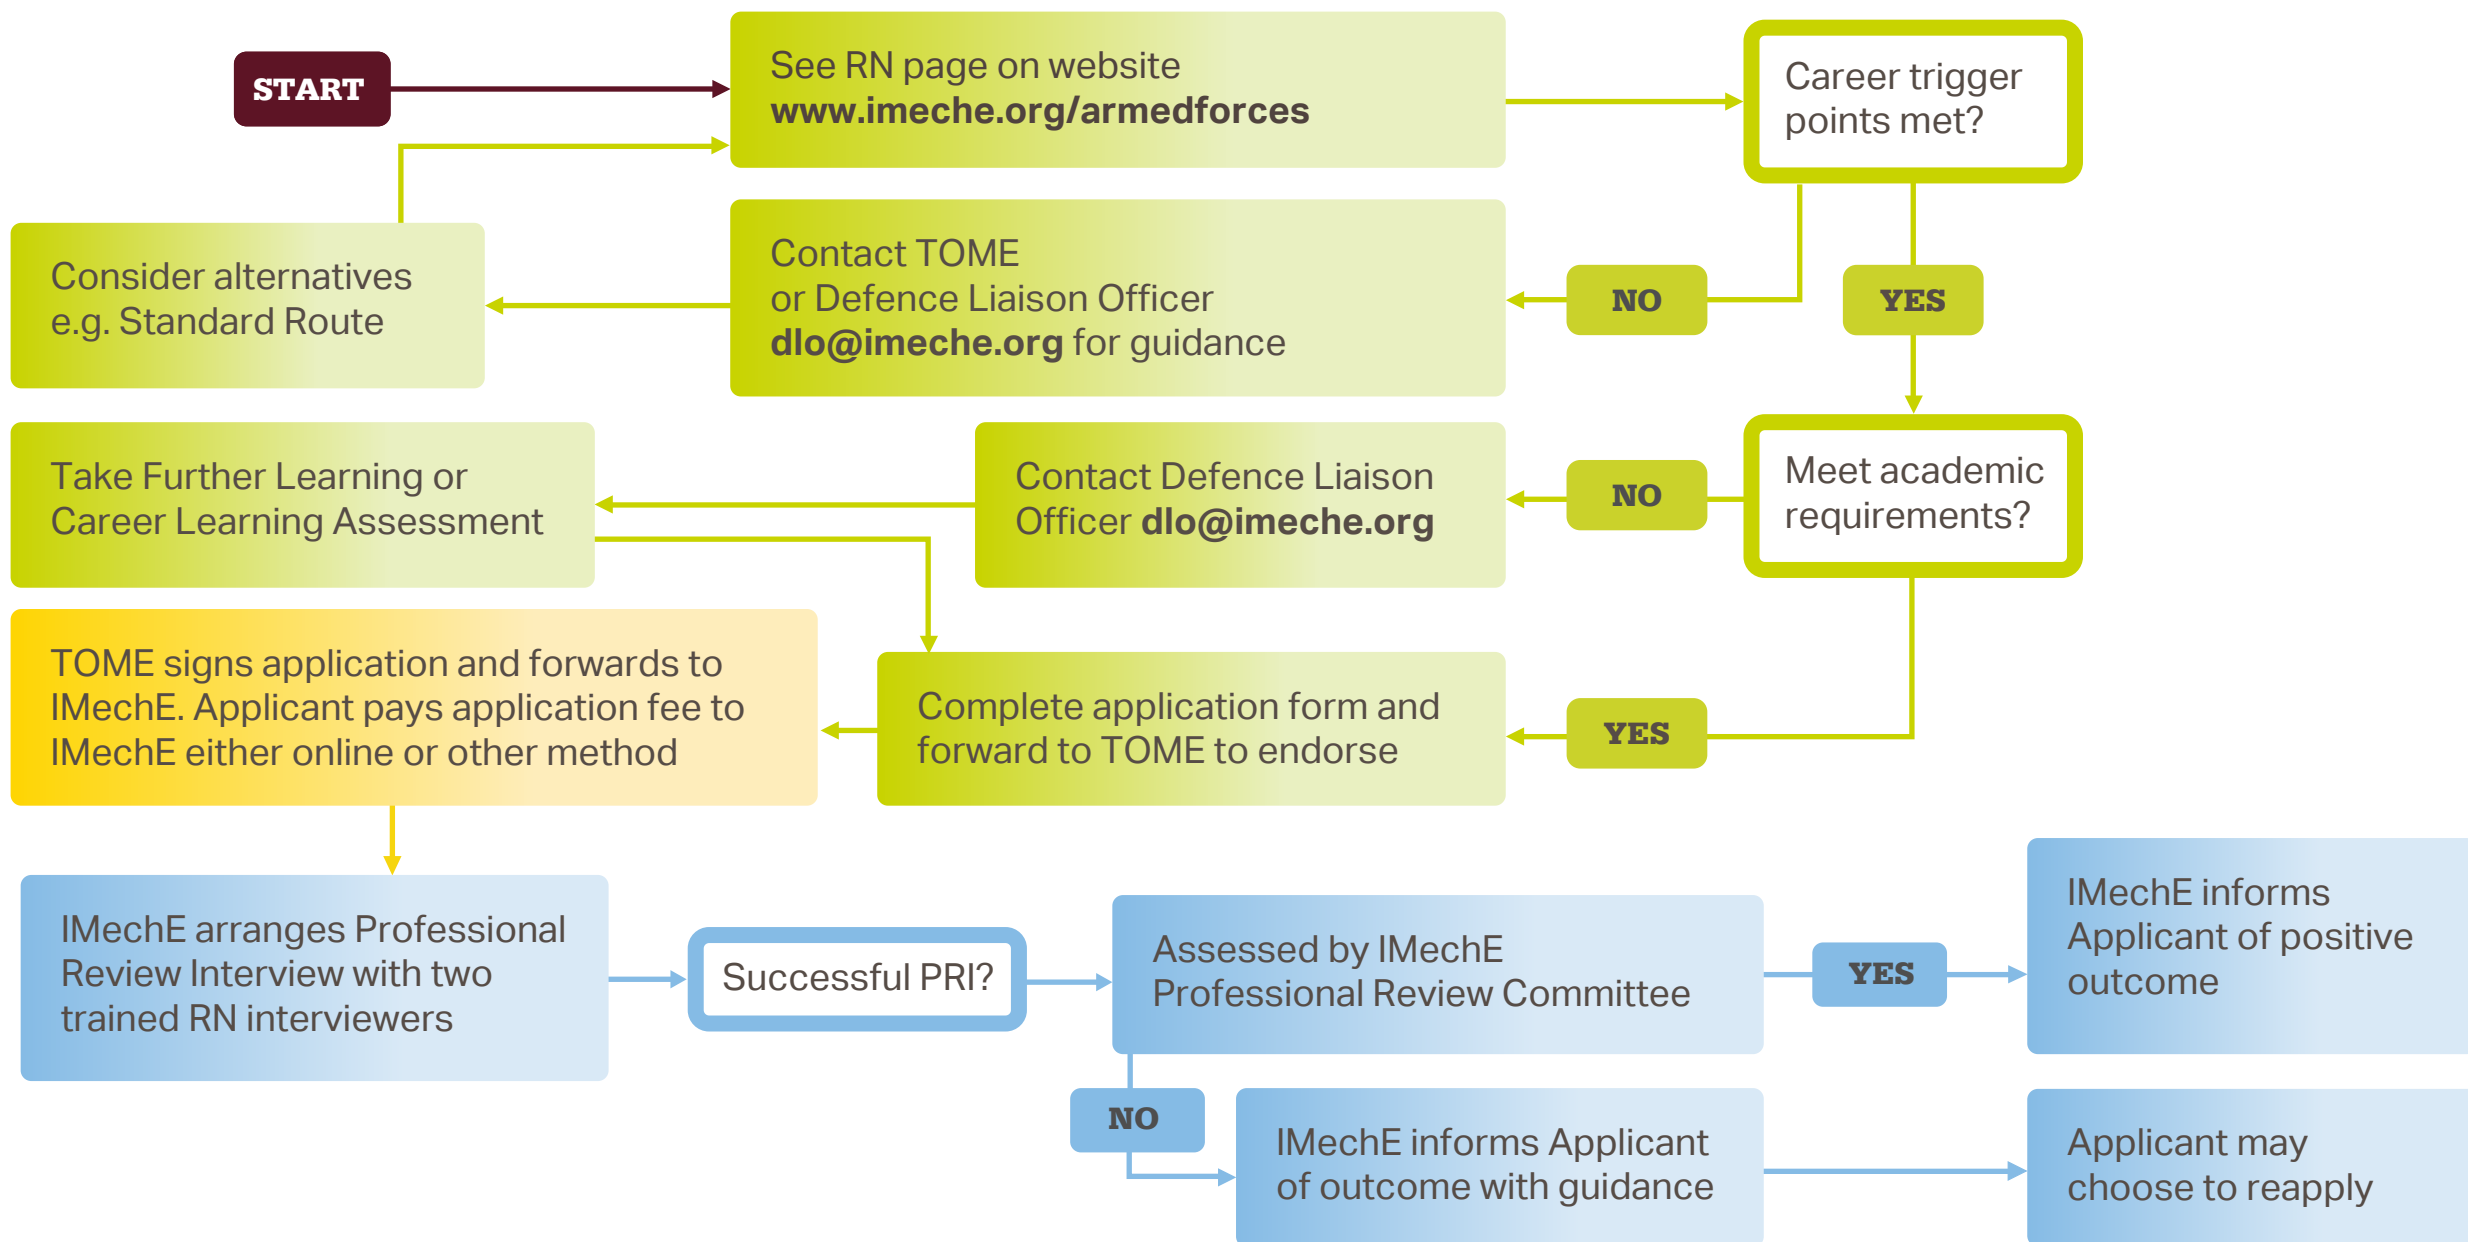 START
See RN page on website
www.imeche.org/armedforces
Career trigger
points met?
Consider alternatives
e.g. Standard Route
Contact TOME
or Defence Liaison Officer
dlo@imeche.org for guidance
NO
YES
Take Further Learning or
Career Learning Assessment
Contact Defence Liaison
Officer dlo@imeche.org
NO
Meet academic
requirements?
TOME signs application and forwards to
IMechE. Applicant pays application fee to
IMechE either online or other method
Complete application form and
forward to TOME to endorse
YES
IMechE arranges Professional
Review Interview with two
trained RN interviewers
Successful PRI?
Assessed by IMechE
Professional Review Committee
YES
IMechE informs
Applicant of positive
outcome
NO
IMechE informs Applicant
of outcome with guidance
Applicant may
choose to reapply